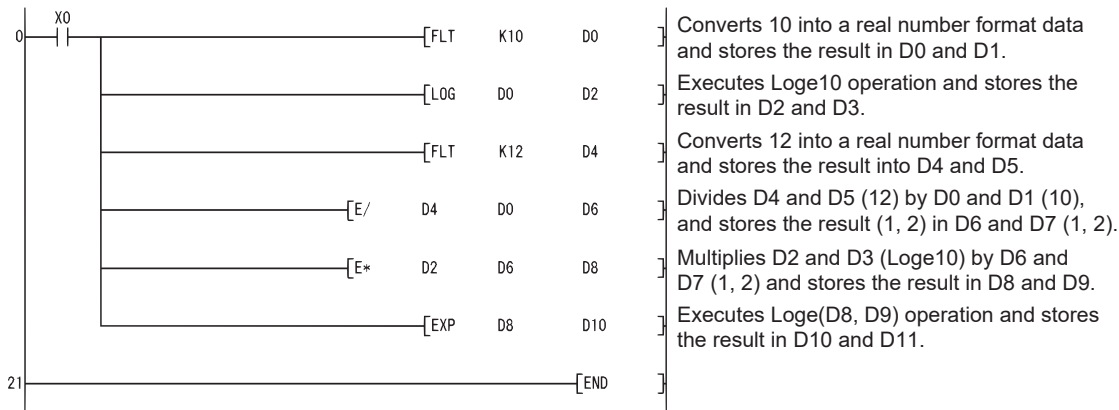 X0
0 [FLT K10 D0 ] Converts 10 into a real number format data
and stores the result in D0 and D1.
[LOG D0 D2 ] Executes Loge10 operation and stores the
result in D2 and D3.
[FLT K12 D4 ] Converts 12 into a real number format data
and stores the result into D4 and D5.
[E/ D4 D0 D6 ] Divides D4 and D5 (12) by D0 and D1 (10),
and stores the result (1, 2) in D6 and D7 (1, 2).
[E* D2 D6 D8 ] Multiplies D2 and D3 (Loge10) by D6 and
D7 (1, 2) and stores the result in D8 and D9.
[EXP D8 D10 ] Executes Loge(D8, D9) operation and stores
the result in D10 and D11.
21 [END ]